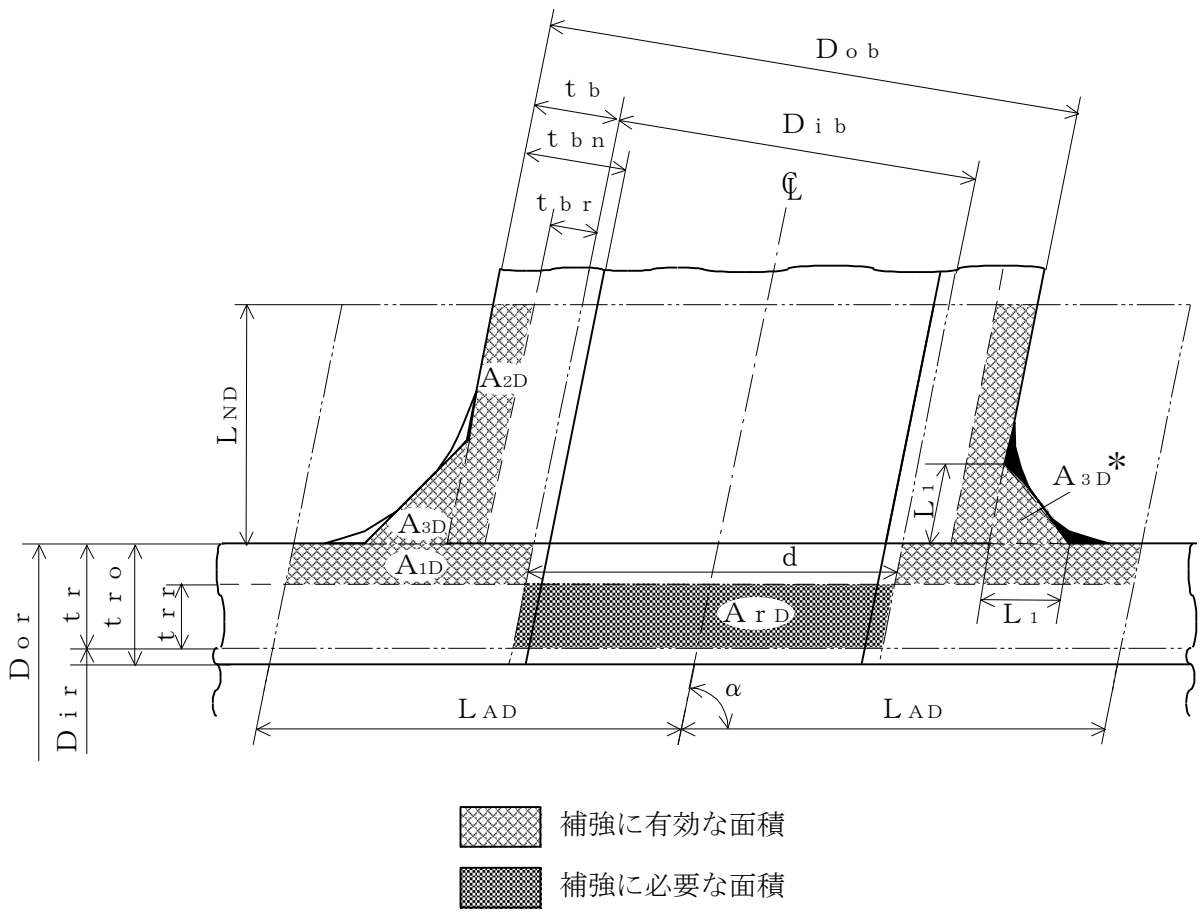 Dob
tb
Dib
tbn
℄
tbr
A2D
LND
L1
A3D*
A3D
A1D
d
ArD
L1
Dor
tr
tro
trr
Dir
α
LAD
LAD
補強に有効な面積
補強に必要な面積